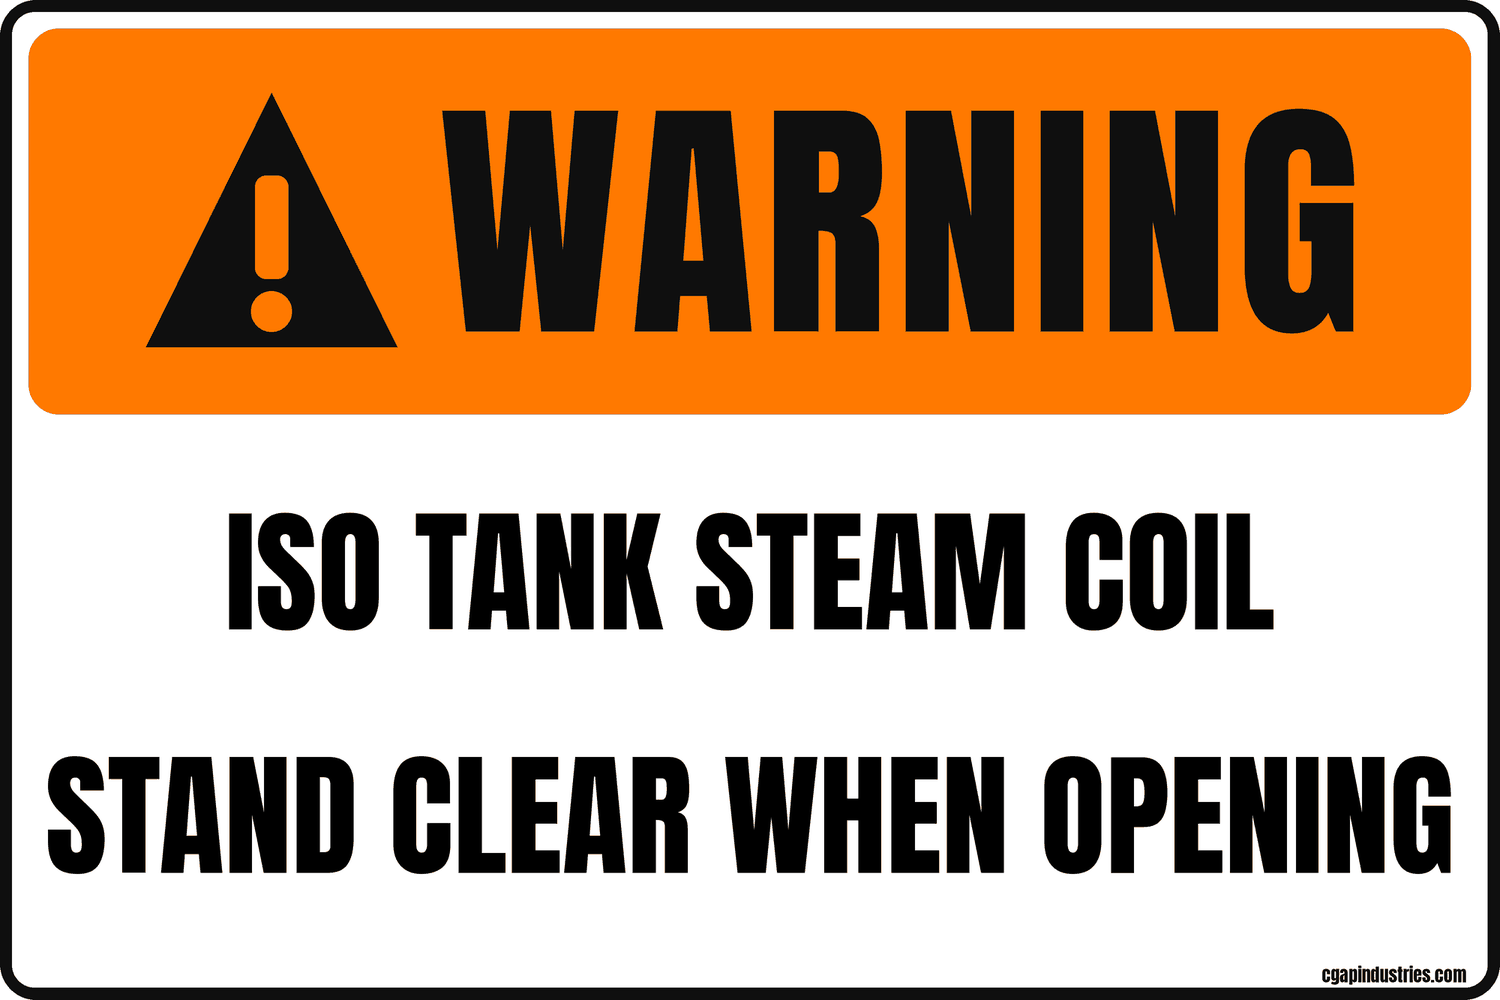 WARNING
ISO TANK STEAM COIL
STAND CLEAR WHEN OPENING
cgapindustries.com